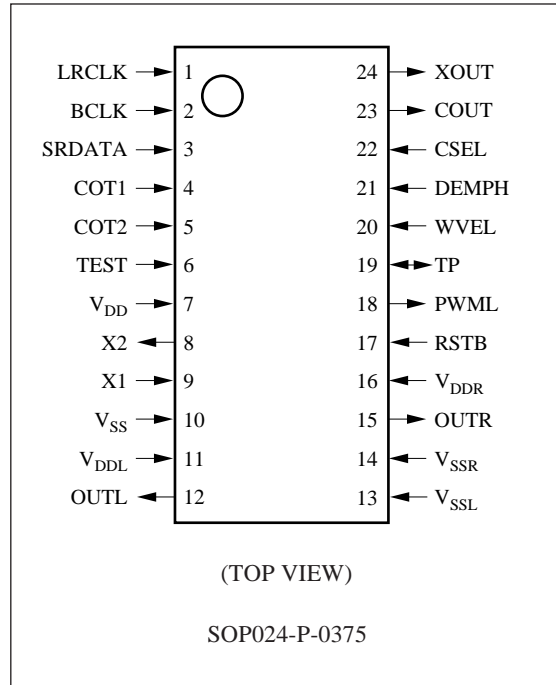 LRCLK 1 24 XOUT
BCLK 2 23 COUT
SRDATA 3 22 CSEL
COT1 4 21 DEMPH
COT2 5 20 WVEL
TEST 6 19 TP
VDD 7 18 PWML
X2 8 17 RSTB
X1 9 16 VDDR
VSS 10 15 OUTR
VDDL 11 14 VSSR
OUTL 12 13 VSSL
(TOP VIEW)
SOP024-P-0375